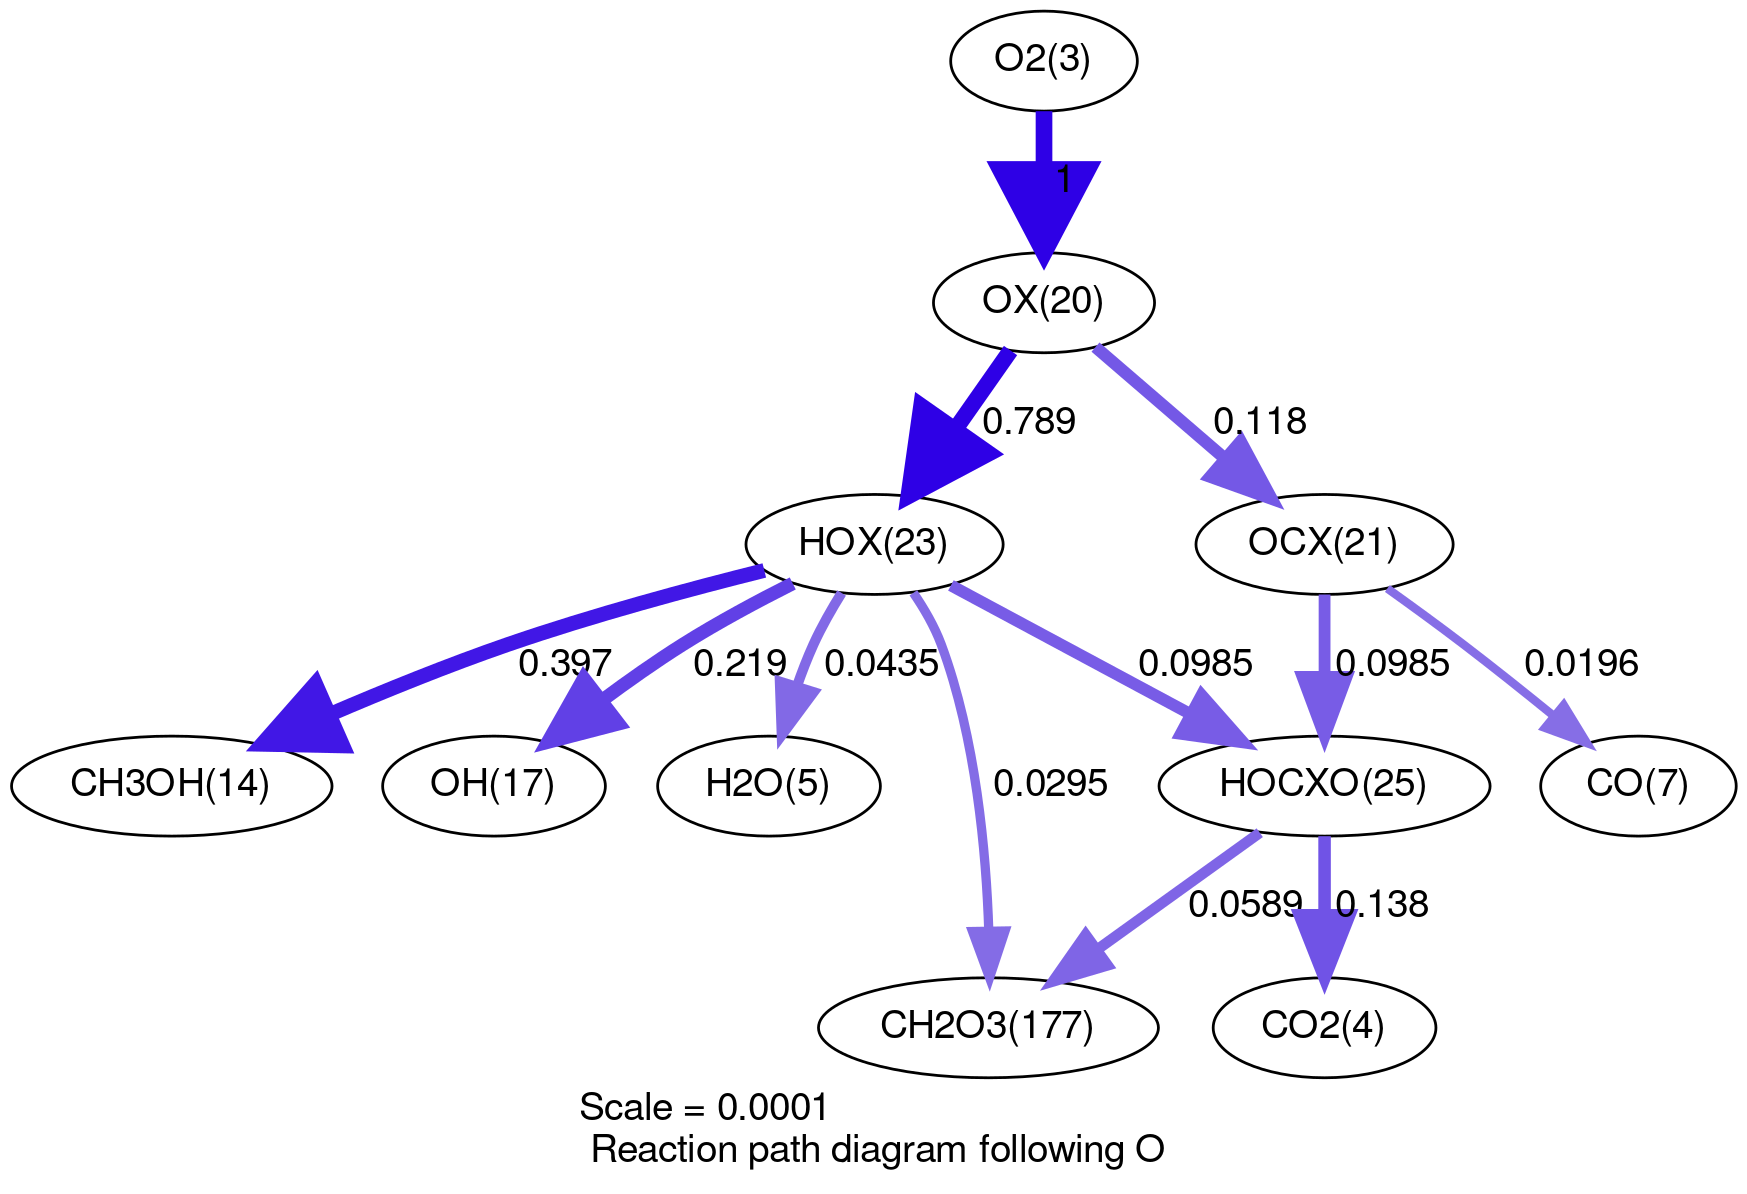 O2(3)
1
OX(20)
0.789
0.118
HOX(23)
OCX(21)
0.397
0.219
0.0435
0.0985
0.0985
0.0196
CH3OH(14)
OH(17)
H2O(5)
0.0295
HOCXO(25)
CO(7)
0.0589
0.138
CH2O3(177)
CO2(4)
Scale = 0.0001
Reaction path diagram following O